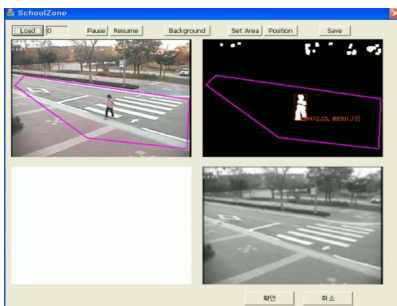 SchoolZone
Load 0 Pause Resume Background Set Area Position Save
확인 취소